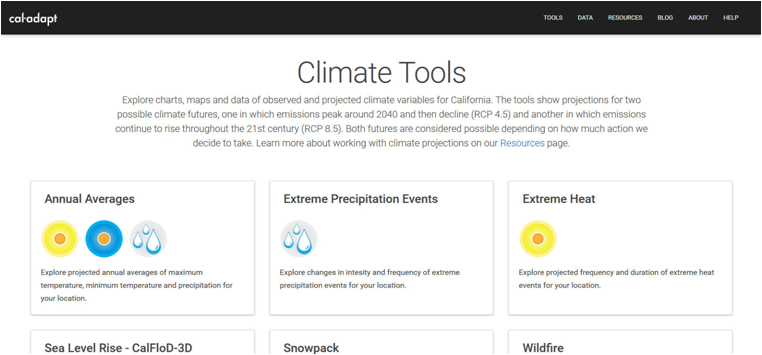 cal-adapt
TOOLS DATA RESOURCES BLOG ABOUT HELP
Climate Tools
Explore charts, maps and data of observed and projected climate variables for California. The tools show projections for two
possible climate futures, one in which emissions peak around 2040 and then decline (RCP 4.5) and another in which emissions
continue to rise throughout the 21st century (RCP 8.5). Both futures are considered possible depending on how much action we
decide to take. Learn more about working with climate projections on our Resources page.
Annual Averages
Explore projected annual averages of maximum
temperature, minimum temperature and precipitation for
your location.
Extreme Precipitation Events
Explore changes in intesity and frequency of extreme
precipitation events for your location.
Extreme Heat
Explore projected frequency and duration of extreme heat
events for your location.
Sea Level Rise - CalFloD-3D
Snowpack
Wildfire